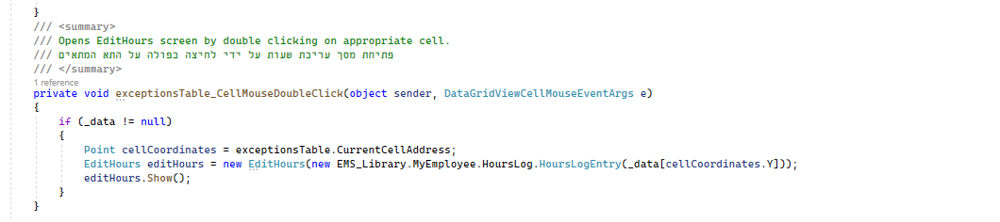 }
/// <summary>
/// Opens EditHours screen by double clicking on appropriate cell.
/// פתיחת מסך עריכת שעות על ידי לחיצה כפולה על התא המתאים
/// </summary>
1 reference
private void exceptionsTable_CellMouseDoubleClick(object sender, DataGridViewCellMouseEventArgs e)
{
if (_data != null)
{
Point cellCoordinates = exceptionsTable.CurrentCellAddress;
EditHours editHours = new EditHours(new EMS_Library.MyEmployee.HoursLog.HoursLogEntry(_data[cellCoordinates.Y]));
editHours.Show();
}
}